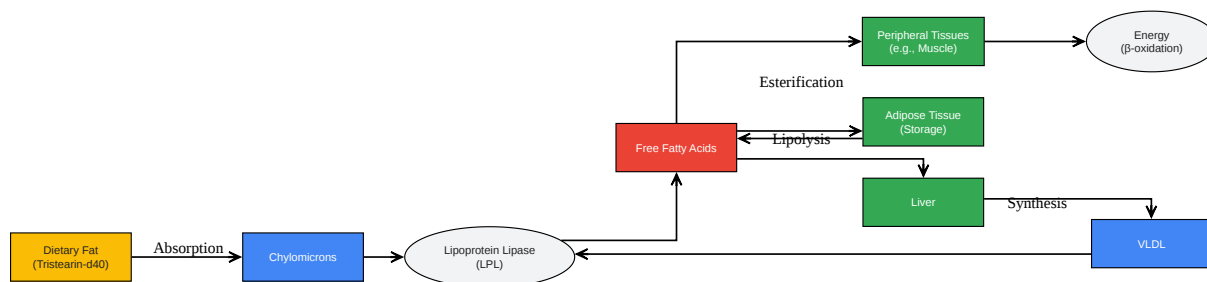 Peripheral Tissues
(e.g., Muscle)
Energy
(β-oxidation)
Esterification
Adipose Tissue
(Storage)
Free Fatty Acids
Lipolysis
Liver
Synthesis
Dietary Fat
(Tristearin-d40)
Absorption
Chylomicrons
Lipoprotein Lipase
(LPL)
VLDL